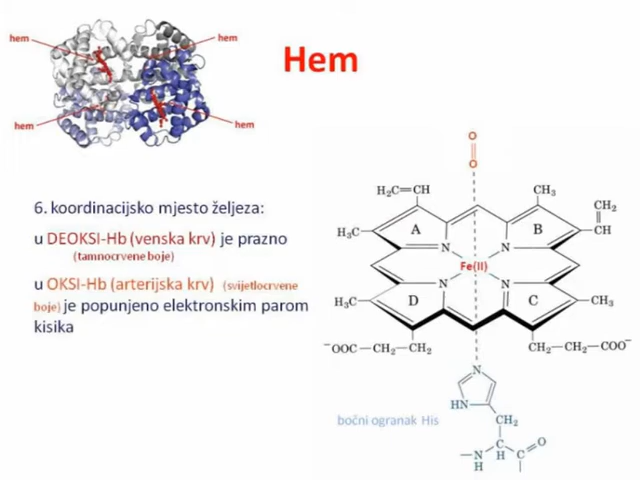 hem
hem
Hem
hem
hem
6. koordinacijsko mjesto željeza:
u DEOKSI-Hb (venska krv) je prazno
(tamnocrvene boje)
u OKSI-Hb (arterijska krv) (svijetlocrvene
boje) je popunjeno elektronskim parom
kisika
O
O
H₂C=CH
CH₃
CH₂
A
B
CH
H₃C
N
N
Fe(II)
N
N
H₃C
D
C
CH₃
⁻OOC—CH₂—CH₂
CH₂—CH₂—COO⁻
N
HN
bočni ogranak His
CH₂
C
O
—N
H
C
H